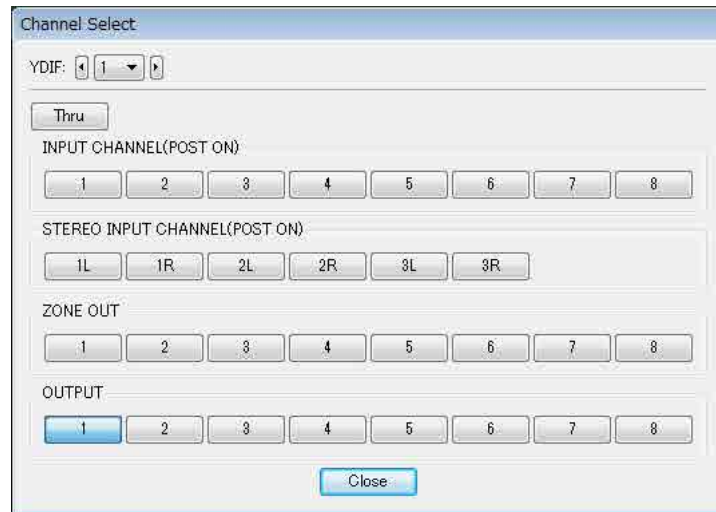 Channel Select
YDIF: 1
Thru
INPUT CHANNEL(POST ON)
1 2 3 4 5 6 7 8
STEREO INPUT CHANNEL(POST ON)
1L 1R 2L 2R 3L 3R
ZONE OUT
1 2 3 4 5 6 7 8
OUTPUT
1 2 3 4 5 6 7 8
Close